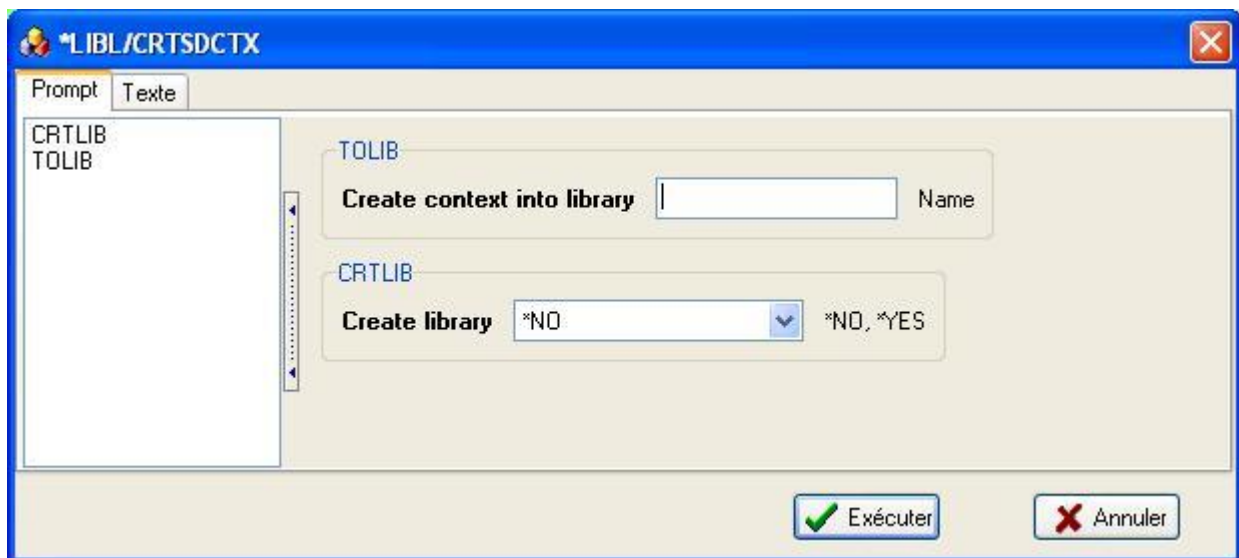 *LIBL/CRTSDCTX
Prompt Texte
CRTLIB
TOLIB
TOLIB
Create context into library Name
CRTLIB
Create library *NO *NO, *YES
Exécuter Annuler